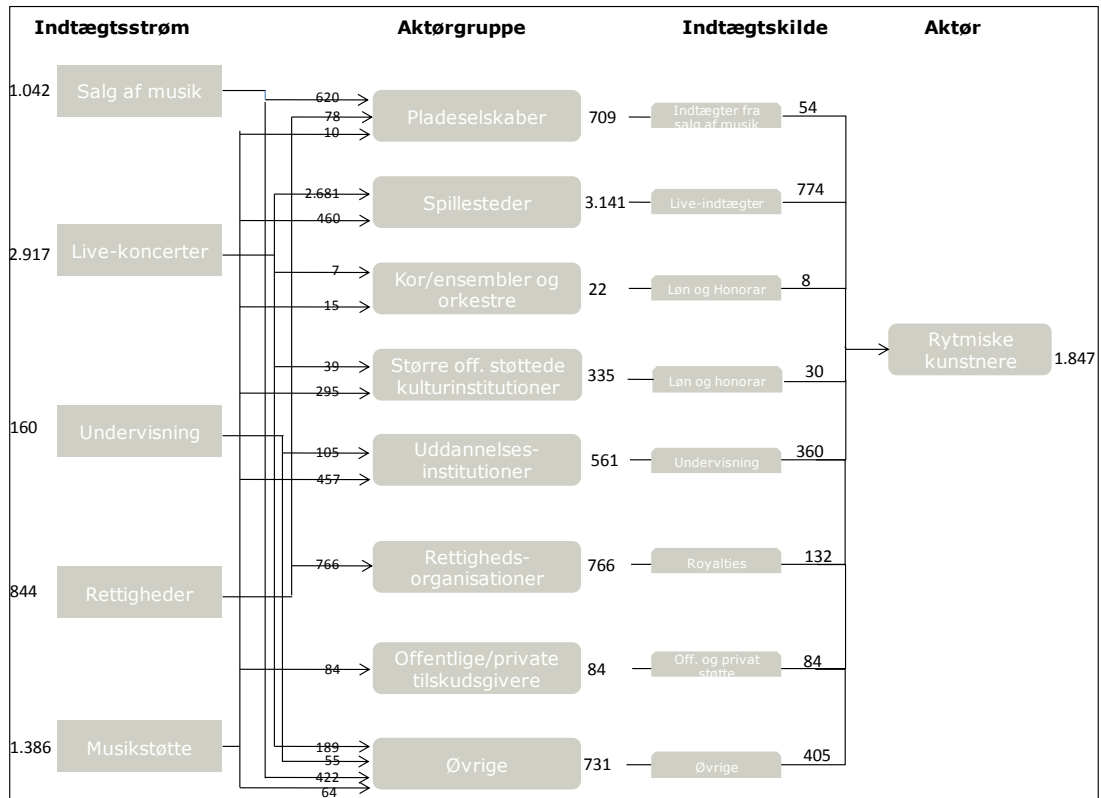 Indtægtsstrøm Aktørgruppe Indtægtskilde Aktør
1.042 Salg af musik
2.917 Live-koncerter
160 Undervisning
844 Rettigheder
1.386 Musikstøtte
620
78
10
Pladeselskaber
709
Indtægter fra
salg af musik
54
2.681
460
Spillesteder
3.141
Live-indtægter
774
7
15
Kor/ensembler og
orkestre
22
Løn og Honorar
8
39
295
Større off. støttede
kulturinstitutioner
335
Løn og honorar
30
105
457
Uddannelses-
institutioner
561
Undervisning
360
766
Rettigheds-
organisationer
766
Royalties
132
84
Offentlige/private
tilskudsgivere
84
Off. og privat
støtte
84
189
55
422
64
Øvrige
731
Øvrige
405
Rytmiske
kunstnere
1.847